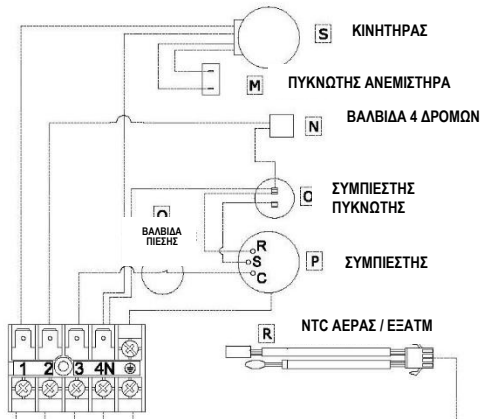 S ΚΙΝΗΤΗΡΑΣ
M ΠΥΚΝΩΤΗΣ ΑΝΕΜΙΣΤΗΡΑ
N ΒΑΛΒΙΔΑ 4 ΔΡΟΜΩΝ
O ΣΥΜΠΙΕΣΤΗΣ
ΠΥΚΝΩΤΗΣ
ΒΑΛΒΙΔΑ
ΠΙΕΣΗΣ
R
S
C
P ΣΥΜΠΙΕΣΤΗΣ
R NTC ΑΕΡΑΣ / ΕΞΑΤΜ
1 2 3 4N